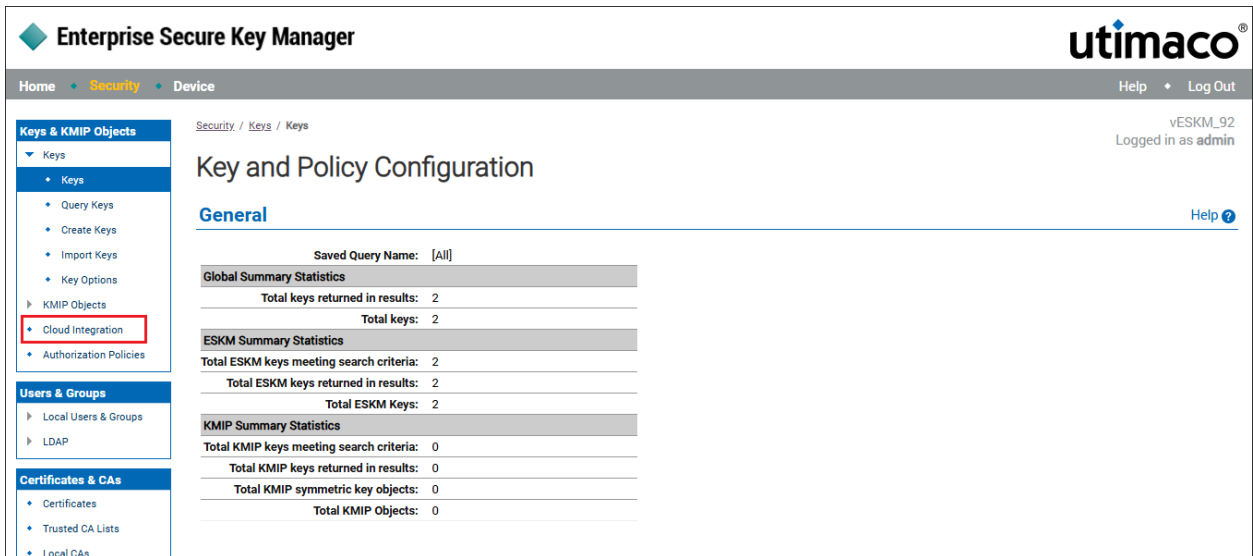 Enterprise Secure Key Manager
utimaco®
Home Security Device
Help Log Out
Keys & KMIP Objects
Keys
Keys
Query Keys
Create Keys
Import Keys
Key Options
KMIP Objects
Cloud Integration
Authorization Policies
Users & Groups
Local Users & Groups
LDAP
Certificates & CAs
Certificates
Trusted CA Lists
Local CAs
Security / Keys / Keys
vESKM_92
Logged in as admin
Key and Policy Configuration
General
Help ?
Saved Query Name: [All]
Global Summary Statistics
Total keys returned in results: 2
Total keys: 2
ESKM Summary Statistics
Total ESKM keys meeting search criteria: 2
Total ESKM keys returned in results: 2
Total ESKM Keys: 2
KMIP Summary Statistics
Total KMIP keys meeting search criteria: 0
Total KMIP keys returned in results: 0
Total KMIP symmetric key objects: 0
Total KMIP Objects: 0